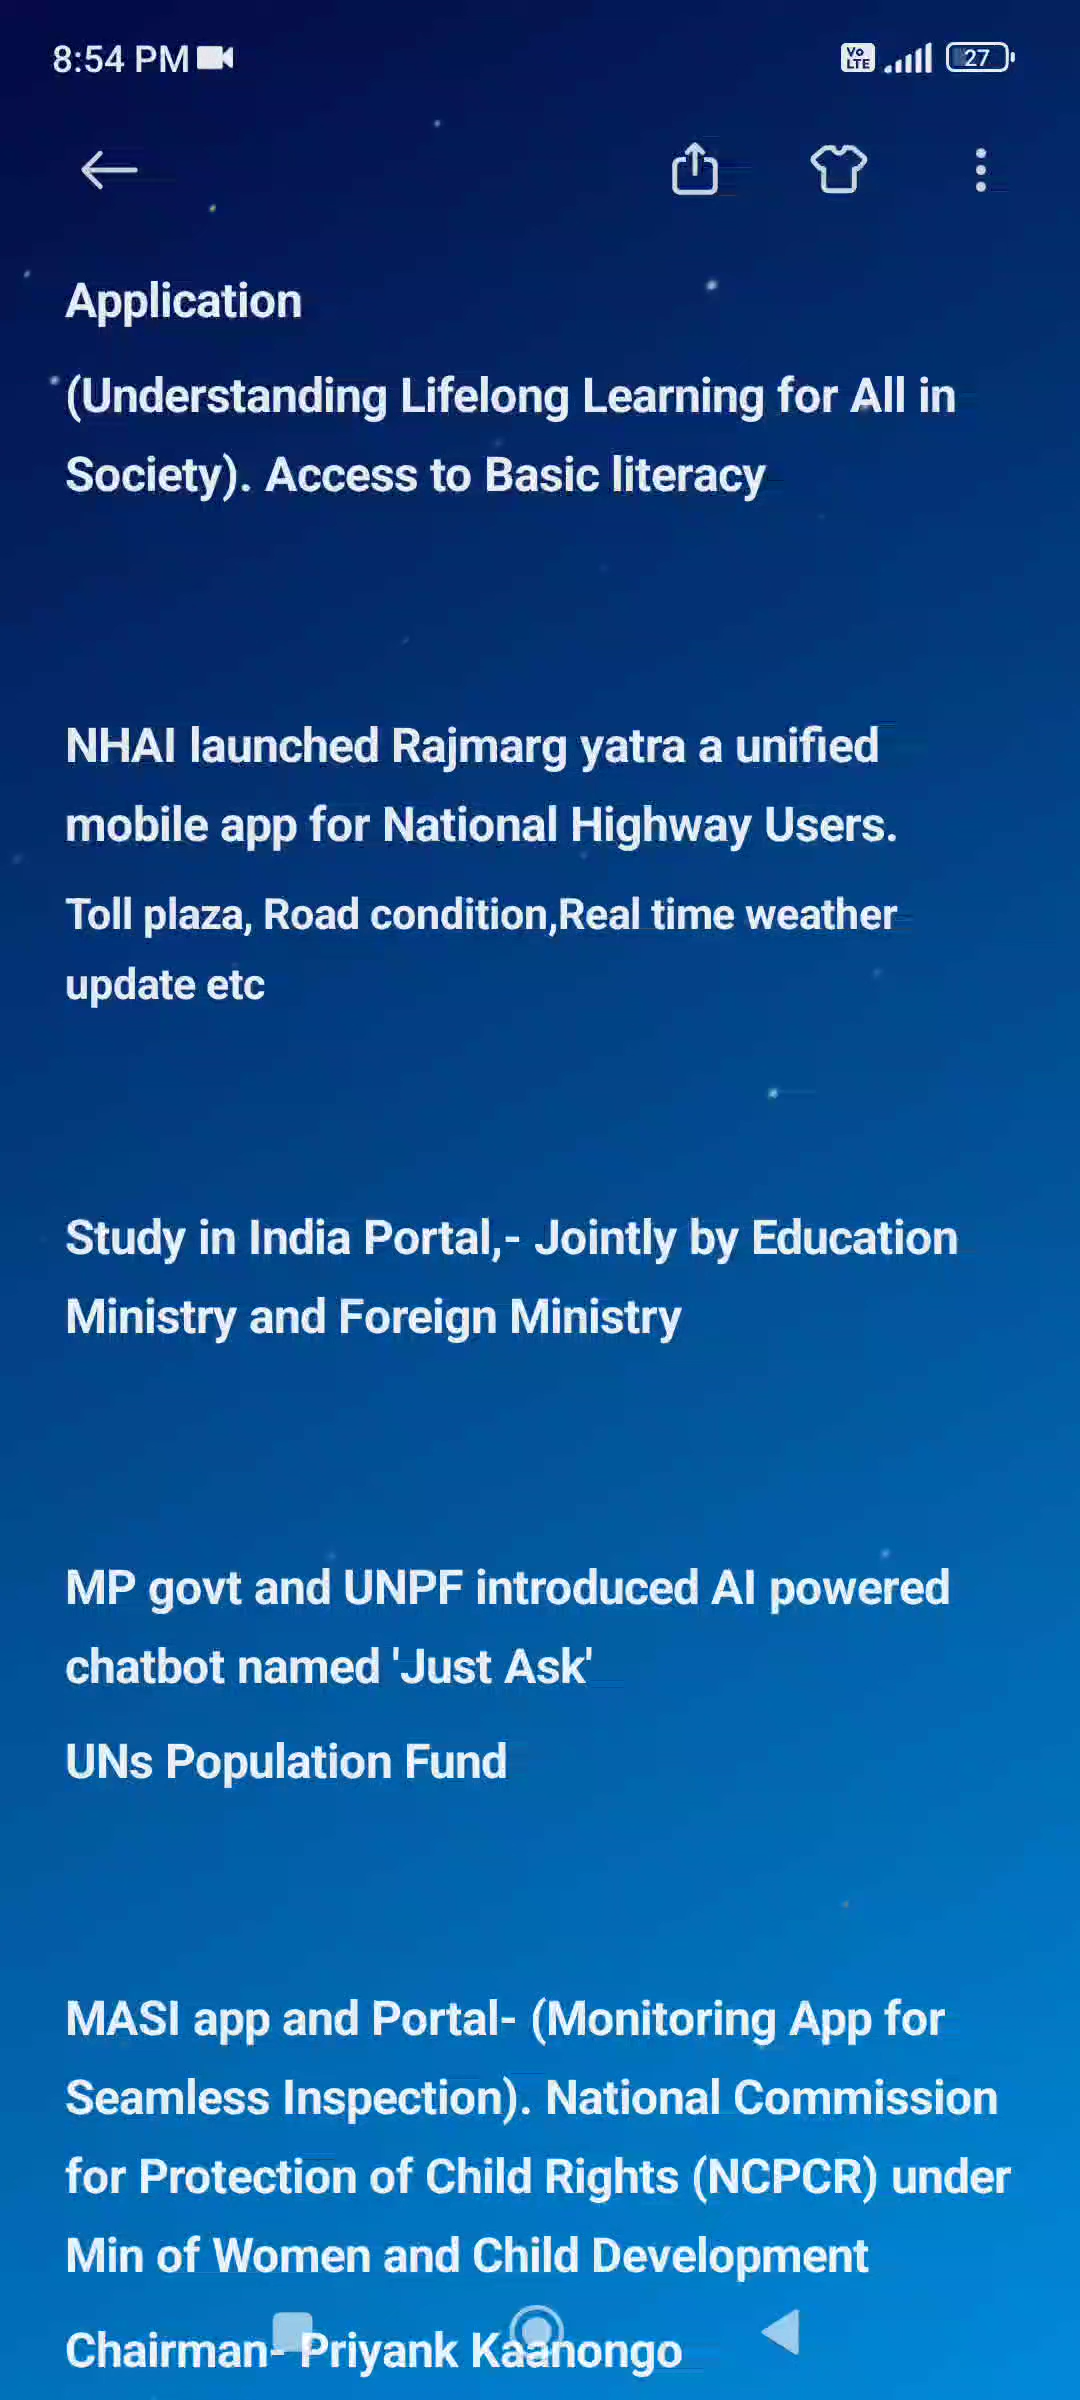 8:54 PM
Vo LTE
27
Application
(Understanding Lifelong Learning for All in
Society). Access to Basic literacy
NHAI launched Rajmarg yatra a unified
mobile app for National Highway Users.
Toll plaza, Road condition,Real time weather
update etc
Study in India Portal,- Jointly by Education
Ministry and Foreign Ministry
MP govt and UNPF introduced AI powered
chatbot named 'Just Ask'
UNs Population Fund
MASI app and Portal- (Monitoring App for
Seamless Inspection). National Commission
for Protection of Child Rights (NCPCR) under
Min of Women and Child Development
Chairman- Priyank Kaanongo